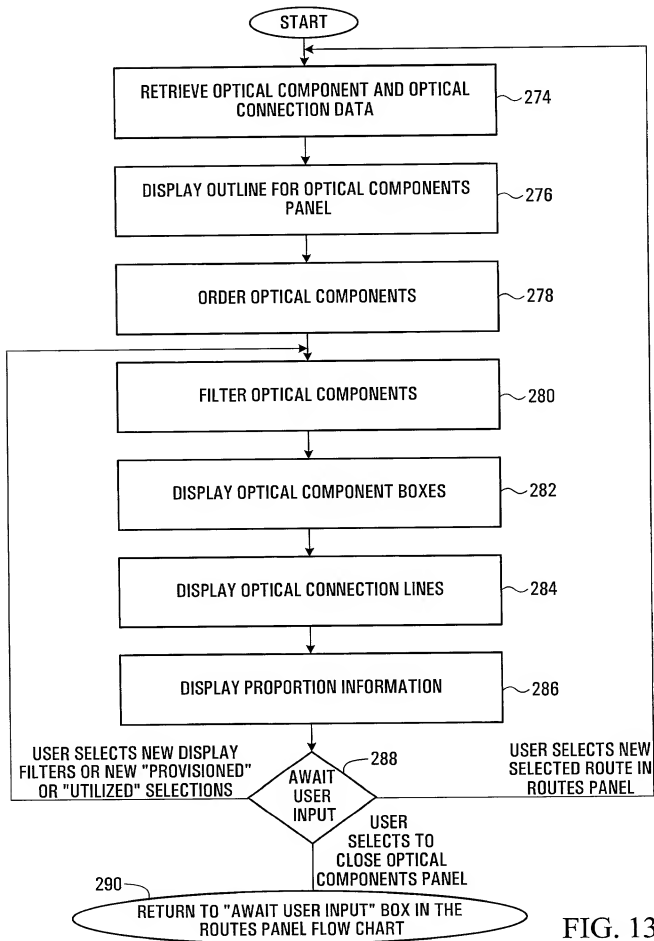 START
RETRIEVE OPTICAL COMPONENT AND OPTICAL
CONNECTION DATA
274
DISPLAY OUTLINE FOR OPTICAL COMPONENTS
PANEL
276
ORDER OPTICAL COMPONENTS
278
FILTER OPTICAL COMPONENTS
280
DISPLAY OPTICAL COMPONENT BOXES
282
DISPLAY OPTICAL CONNECTION LINES
284
DISPLAY PROPORTION INFORMATION
286
USER SELECTS NEW DISPLAY
FILTERS OR NEW "PROVISIONED"
OR "UTILIZED" SELECTIONS
288
AWAIT
USER
INPUT
USER SELECTS NEW
SELECTED ROUTE IN
ROUTES PANEL
USER
SELECTS TO
CLOSE OPTICAL
COMPONENTS PANEL
290
RETURN TO "AWAIT USER INPUT" BOX IN THE
ROUTES PANEL FLOW CHART
FIG. 13